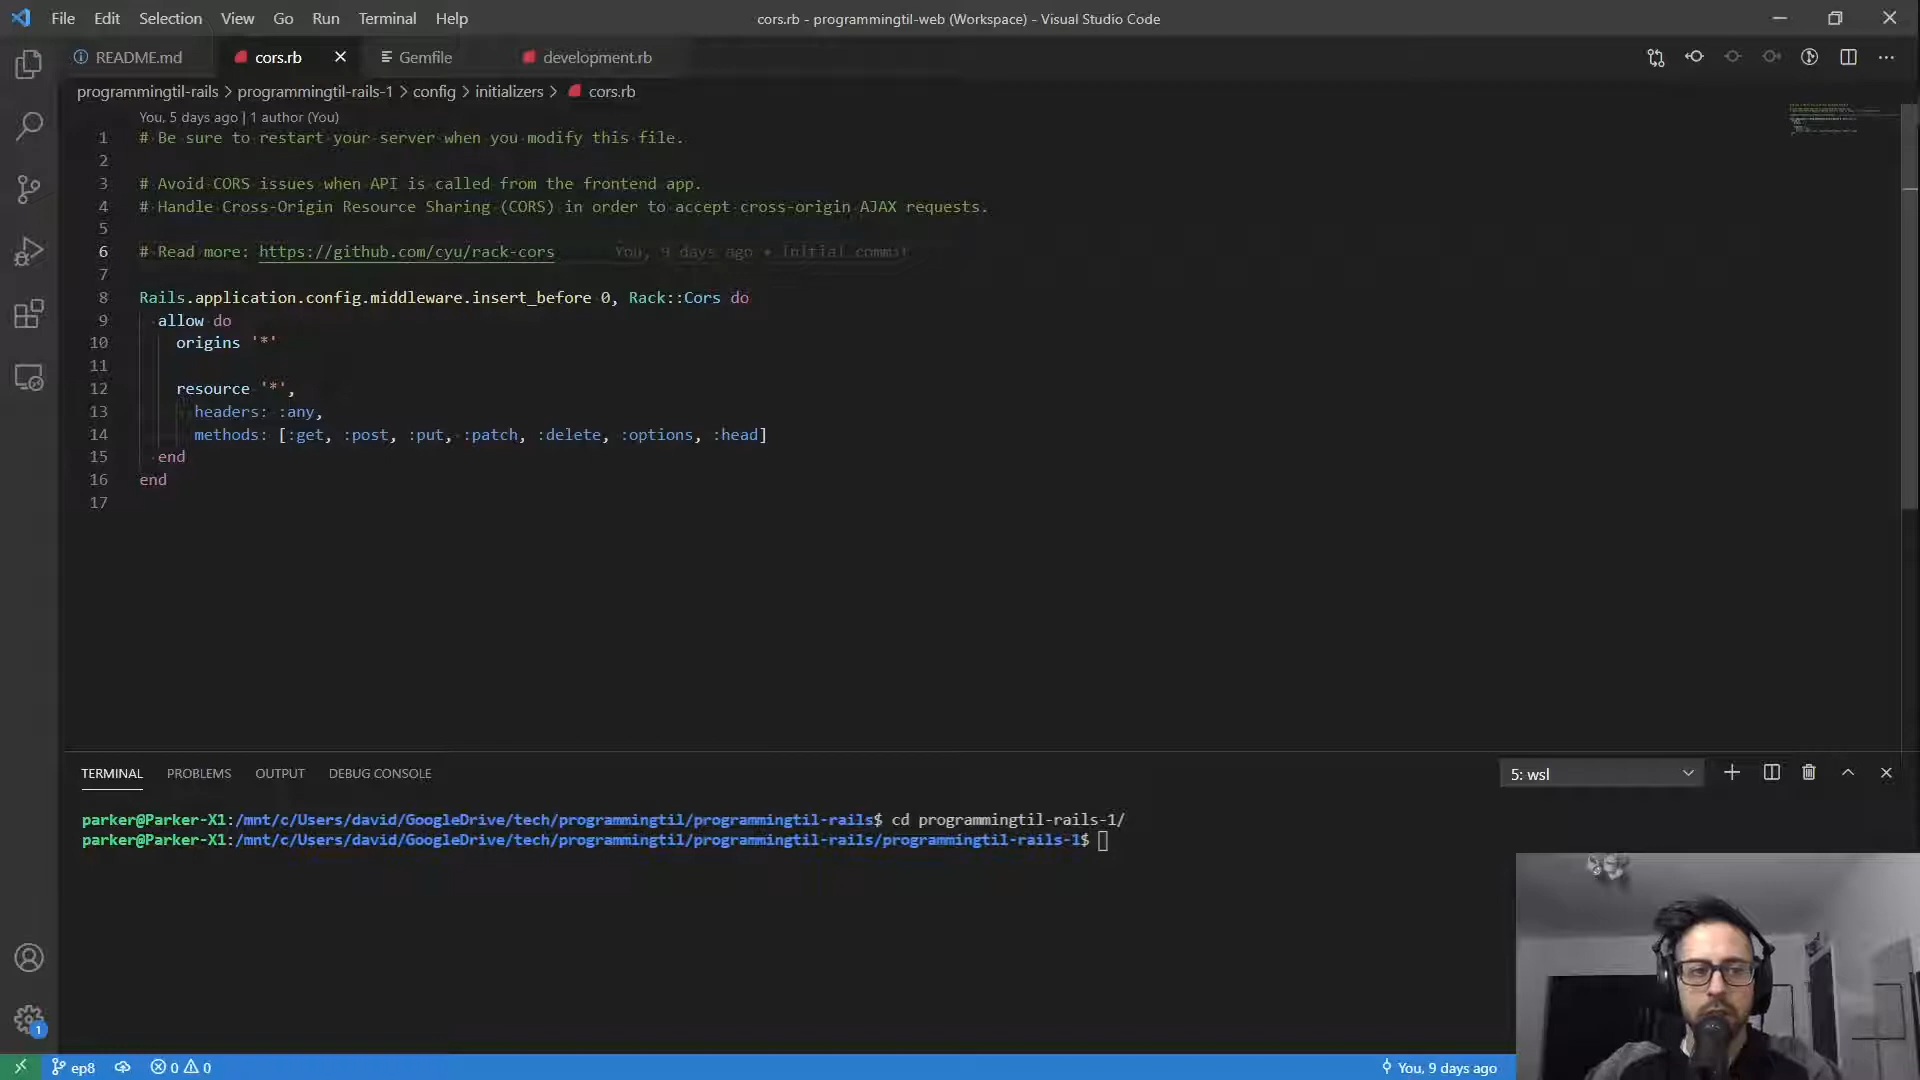 File Edit Selection View Go Run Terminal Help
cors.rb - programmingtil-web (Workspace) - Visual Studio Code
README.md cors.rb Gemfile development.rb
programmingtil-rails > programmingtil-rails-1 > config > initializers > cors.rb
You, 5 days ago | 1 author (You)
1 # Be sure to restart your server when you modify this file.
2
3 # Avoid CORS issues when API is called from the frontend app.
4 # Handle Cross-Origin Resource Sharing (CORS) in order to accept cross-origin AJAX requests.
5
6 # Read more: https://github.com/cyu/rack-cors You, 9 days ago • Initial commit
7
8 Rails.application.config.middleware.insert_before 0, Rack::Cors do
9 allow do
10 origins '*'
11
12 resource '*',
13 headers: :any,
14 methods: [:get, :post, :put, :patch, :delete, :options, :head]
15 end
16 end
17
TERMINAL PROBLEMS OUTPUT DEBUG CONSOLE
5: wsl
parker@Parker-X1:/mnt/c/Users/david/GoogleDrive/tech/programmingtil/programmingtil-rails$ cd programmingtil-rails-1/
parker@Parker-X1:/mnt/c/Users/david/GoogleDrive/tech/programmingtil/programmingtil-rails/programmingtil-rails-1$
1
ep8 0 0
You, 9 days ago